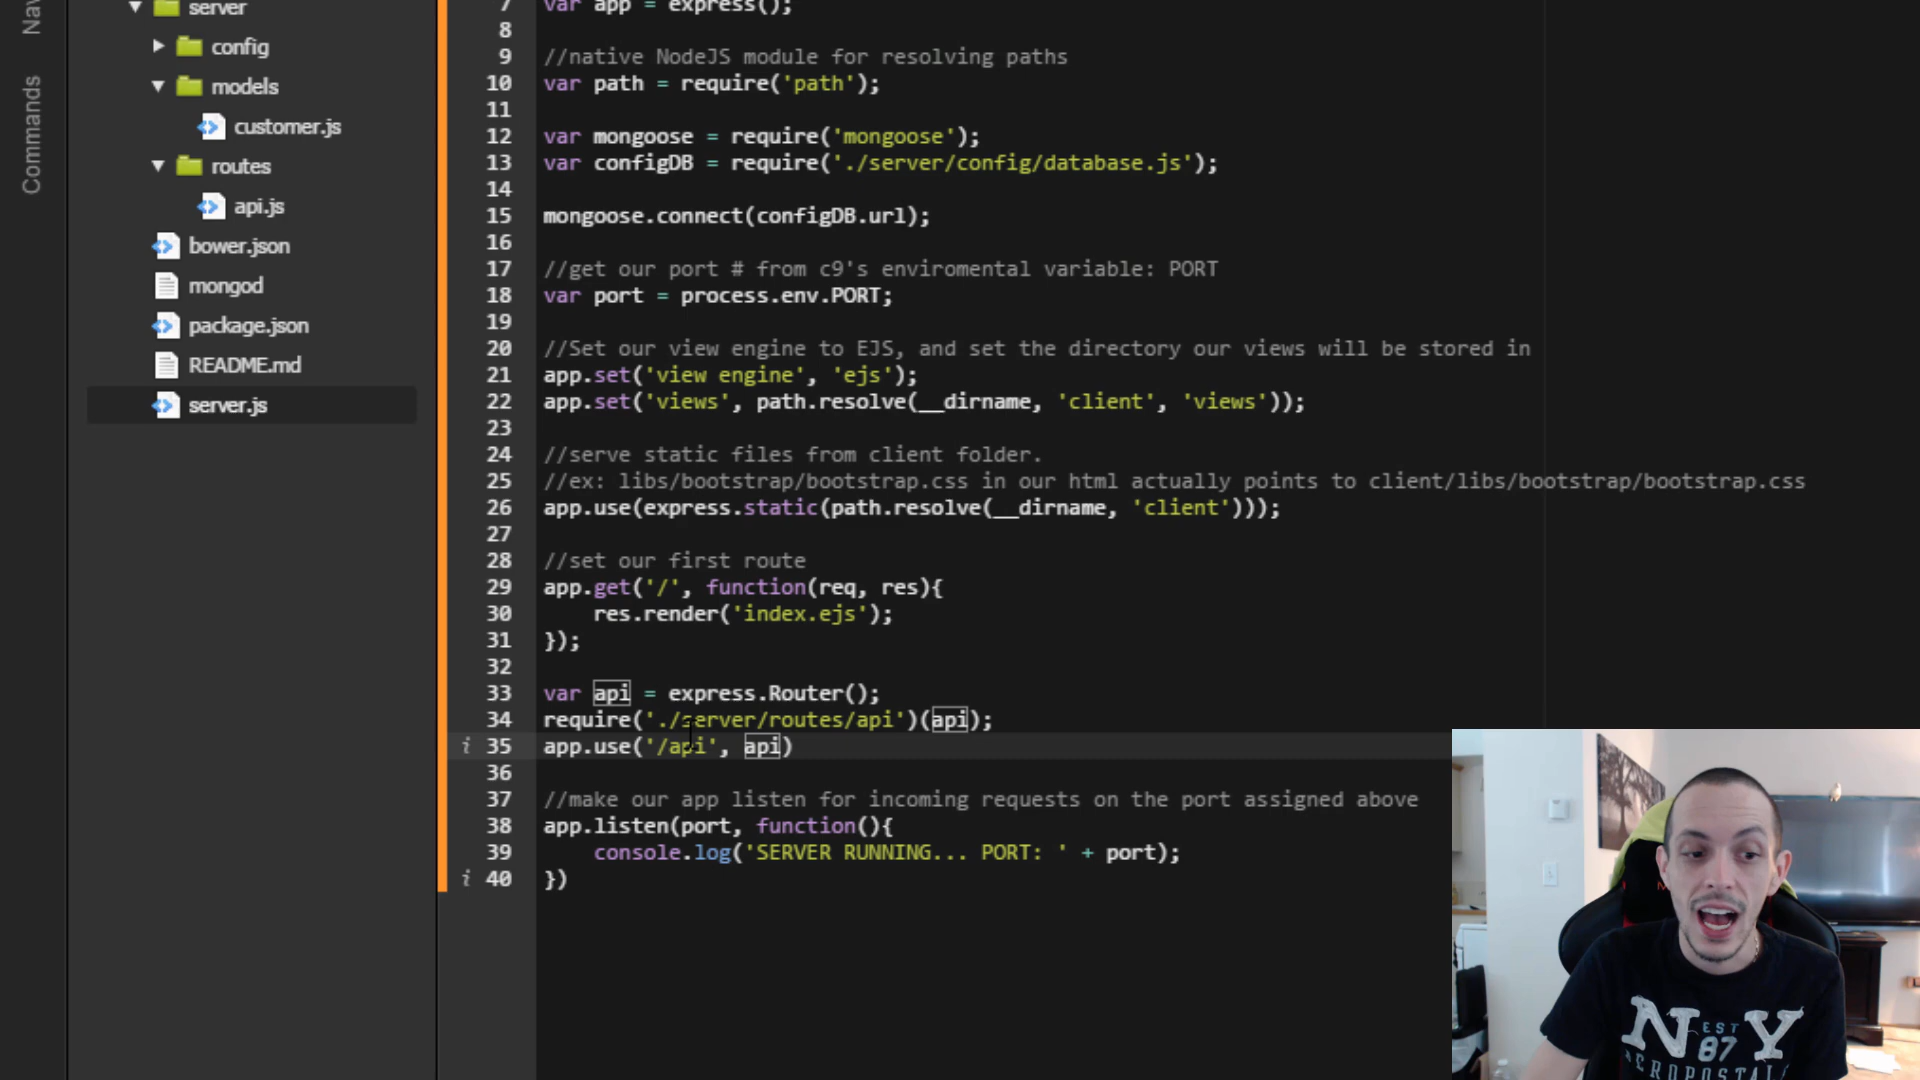 Nav
Commands
server
config
models
customer.js
routes
api.js
bower.json
mongod
package.json
README.md
server.js
7 var app = express();
8
9 //native NodeJS module for resolving paths
10 var path = require('path');
11
12 var mongoose = require('mongoose');
13 var configDB = require('./server/config/database.js');
14
15 mongoose.connect(configDB.url);
16
17 //get our port # from c9's enviromental variable: PORT
18 var port = process.env.PORT;
19
20 //Set our view engine to EJS, and set the directory our views will be stored in
21 app.set('view engine', 'ejs');
22 app.set('views', path.resolve(__dirname, 'client', 'views'));
23
24 //serve static files from client folder.
25 //ex: libs/bootstrap/bootstrap.css in our html actually points to client/libs/bootstrap/bootstrap.css
26 app.use(express.static(path.resolve(__dirname, 'client')));
27
28 //set our first route
29 app.get('/', function(req, res){
30 res.render('index.ejs');
31 });
32
33 var api = express.Router();
34 require('./server/routes/api')(api);
i 35 app.use('/api', api)
36
37 //make our app listen for incoming requests on the port assigned above
38 app.listen(port, function(){
39 console.log('SERVER RUNNING... PORT: ' + port);
i 40 })
NY
EST
87
AEROPOSTAL